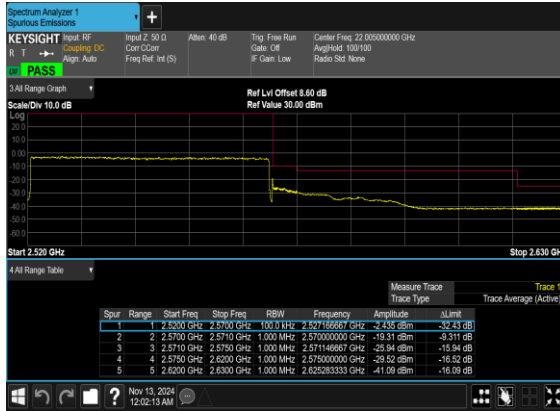 Spectrum Analyzer 1
Spurious Emissions
KEYSIGHT
R T
Input: RF
Coupling: DC
Align: Auto
Input Z: 50 Ω
Corr CCorr
Freq Ref: Int (S)
Atten: 40 dB
Trig: Free Run
Gate: Off
IF Gain: Low
Center Freq: 22.005000000 GHz
Avg|Hold: 100/100
Radio Std: None
PASS
3 All Range Graph
Scale/Div 10.0 dB
Ref Lvl Offset 8.60 dB
Ref Value 30.00 dBm
Log
20.0
10.0
0.00
-10.0
-20.0
-30.0
-40.0
-50.0
-60.0
Start 2.520 GHz
Stop 2.630 GH
4 All Range Table
Measure Trace Trace 1
Trace Type Trace Average (Active)
Spur Range Start Freq Stop Freq RBW Frequency Amplitude ΔLimit
1 1 2.5200 GHz 2.5700 GHz 100.0 kHz 2.527166667 GHz -2.435 dBm -32.43 dB
2 2 2.5700 GHz 2.5710 GHz 1.000 MHz 2.570000000 GHz -19.31 dBm -9.311 dB
3 3 2.5710 GHz 2.5750 GHz 1.000 MHz 2.571146667 GHz -25.94 dBm -15.94 dB
4 4 2.5750 GHz 2.6200 GHz 1.000 MHz 2.575000000 GHz -29.52 dBm -16.52 dB
5 5 2.6200 GHz 2.6300 GHz 1.000 MHz 2.625283333 GHz -41.09 dBm -16.09 dB
Nov 13, 2024
12:02:13 AM